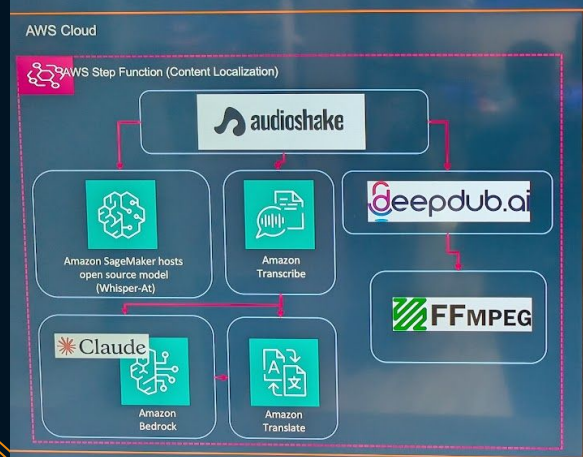 AWS Cloud
AWS Step Function (Content Localization)
audioshake
Amazon SageMaker hosts
open source model
(Whisper-At)
Amazon
Transcribe
deepdub.ai
FFMPEG
Claude
Amazon
Bedrock
A 文
Amazon
Translate